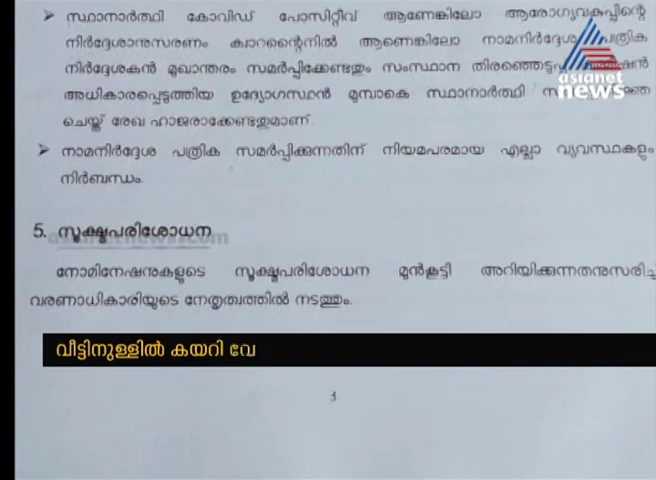 ➤ സ്ഥാനാർത്ഥി കോവിഡ് പോസിറ്റീവ് ആണേങ്കിലോ ആരോഗ്യവകുപ്പിന്റെ
നിർദ്ദേശാനുസരണം ക്വാറന്റൈനിൽ ആണെങ്കിലോ നാമനിർദ്ദേശ പത്രിക
നിർദ്ദേശകൻ മുഖാന്തരം സമർപ്പിക്കേണ്ടതും സംസ്ഥാന
അധികാരപ്പെടുത്തിയ ഉദ്യോഗസ്ഥൻ മുമ്പാകെ സ്ഥാനാർത്ഥി
ചെയ്ത് രേഖ ഹാജരാക്കേണ്ടതുമാണ്.
asianet
news
➤ നാമനിർദ്ദേശ പത്രിക സമർപ്പിക്കുന്നതിന് നിയമപരമായ എല്ലാ വ്യവസ്ഥകളും
നിർബന്ധം.
5. സൂക്ഷ്മപരിശോധന
asianetnews.com
നോമിനേഷനുകളുടെ സൂക്ഷ്മപരിശോധന മുൻകൂട്ടി അറിയിക്കുന്നതനുസരിച്ച്
വരണാധികാരിയുടെ നേതൃത്വത്തിൽ നടത്തും.
വീട്ടിനുള്ളിൽ കയറി വേ
3